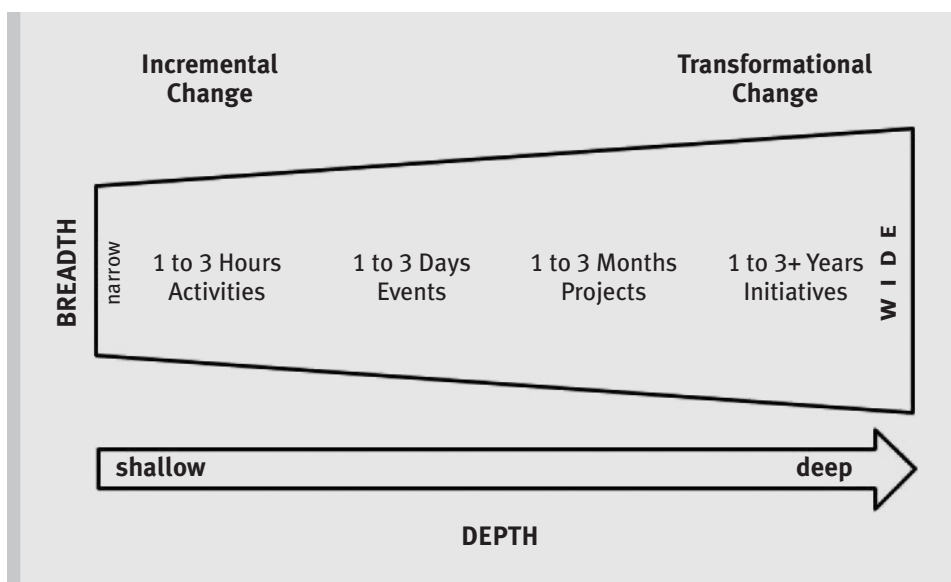 Incremental
Change
Transformational
Change
BREADTH
narrow
1 to 3 Hours
Activities
1 to 3 Days
Events
1 to 3 Months
Projects
1 to 3+ Years
Initiatives
WIDE
shallow
deep
DEPTH